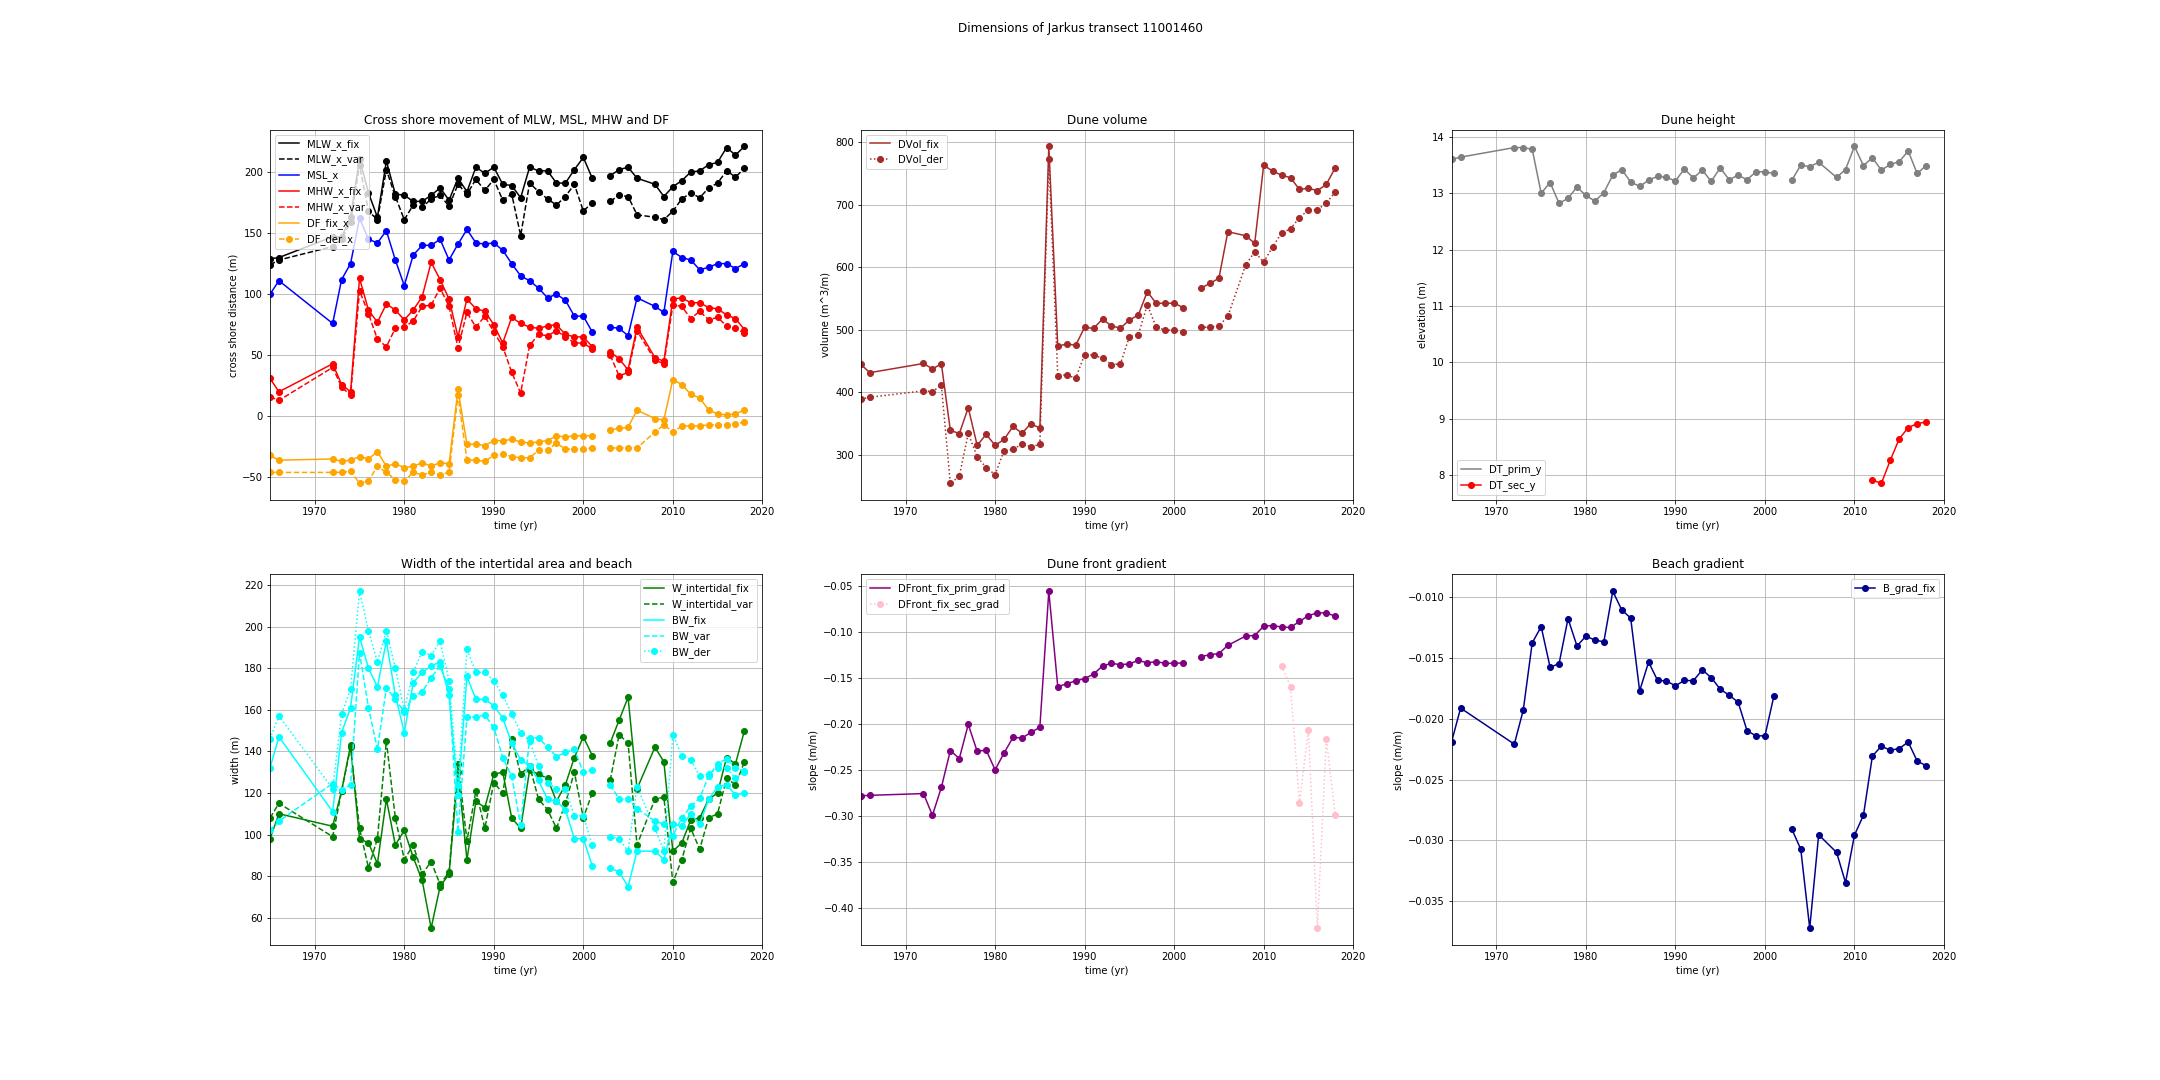 Dimensions of Jarkus transect 11001460
Cross shore movement of MLW, MSL, MHW and DF
MLW_x_fix
MLW_x_var
MSL_x
MHW_x_fix
MHW_x_var
DF_fix_x
DF_der_x
cross shore distance (m)
200
150
100
50
0
−50
1970 1980 1990 2000 2010 2020
time (yr)
Dune volume
DVol_fix
DVol_der
volume (m^3/m)
800
700
600
500
400
300
1970 1980 1990 2000 2010 2020
time (yr)
Dune height
DT_prim_y
DT_sec_y
elevation (m)
14
13
12
11
10
9
8
1970 1980 1990 2000 2010 2020
time (yr)
Width of the intertidal area and beach
W_intertidal_fix
W_intertidal_var
BW_fix
BW_var
BW_der
width (m)
220
200
180
160
140
120
100
80
60
1970 1980 1990 2000 2010 2020
time (yr)
Dune front gradient
DFront_fix_prim_grad
DFront_fix_sec_grad
slope (m/m)
−0.05
−0.10
−0.15
−0.20
−0.25
−0.30
−0.35
−0.40
1970 1980 1990 2000 2010 2020
time (yr)
Beach gradient
B_grad_fix
slope (m/m)
−0.010
−0.015
−0.020
−0.025
−0.030
−0.035
1970 1980 1990 2000 2010 2020
time (yr)